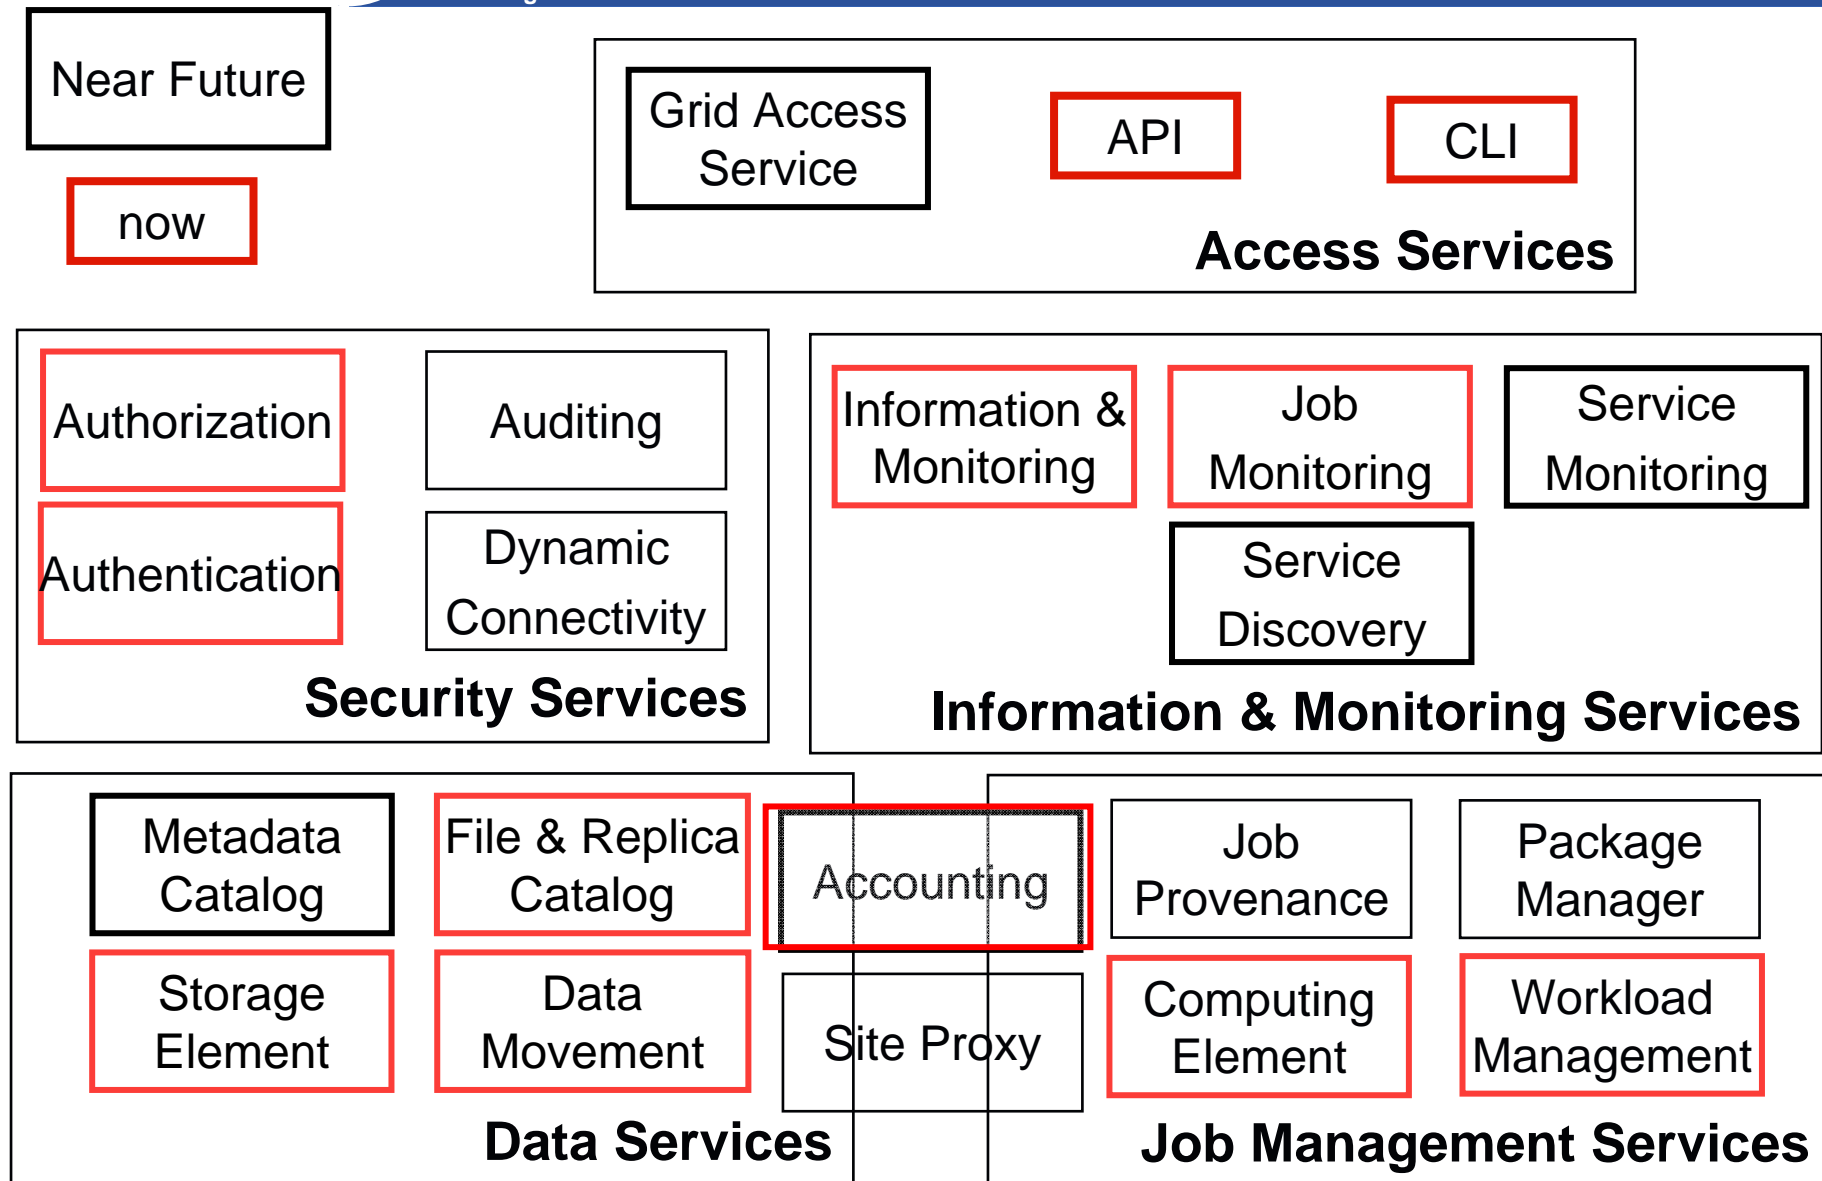 Near Future
now
Grid Access
Service
API
CLI
Access Services
Authorization
Auditing
Authentication
Dynamic
Connectivity
Security Services
Information &
Monitoring
Job
Monitoring
Service
Monitoring
Service
Discovery
Information & Monitoring Services
Metadata
Catalog
File & Replica
Catalog
Storage
Element
Data
Movement
Data Services
Accounting
Site Proxy
Job
Provenance
Package
Manager
Computing
Element
Workload
Management
Job Management Services